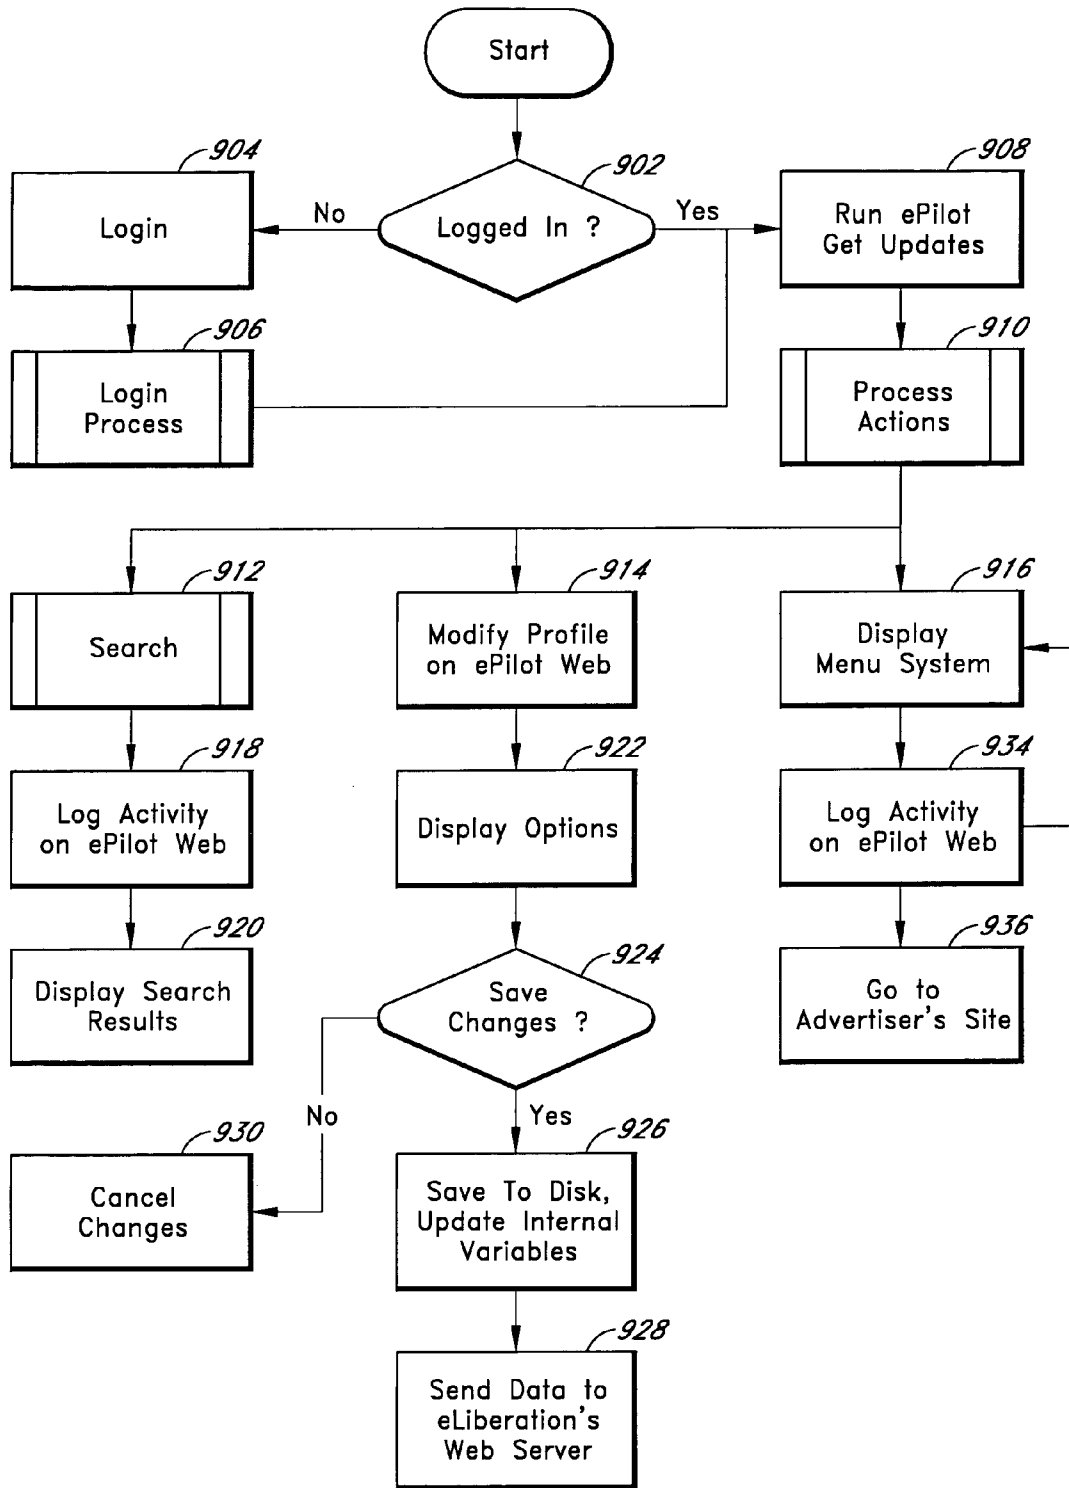 Start
904
902
908
Login
No
Logged In ?
Yes
Run ePilot
Get Updates
906
910
Login
Process
Process
Actions
912
914
916
Search
Modify Profile
on ePilot Web
Display
Menu System
918
922
934
Log Activity
on ePilot Web
Display Options
Log Activity
on ePilot Web
920
924
936
Display Search
Results
Save
Changes ?
Go to
Advertiser's Site
No
Yes
930
926
Cancel
Changes
Save To Disk,
Update Internal
Variables
928
Send Data to
eLiberation's
Web Server